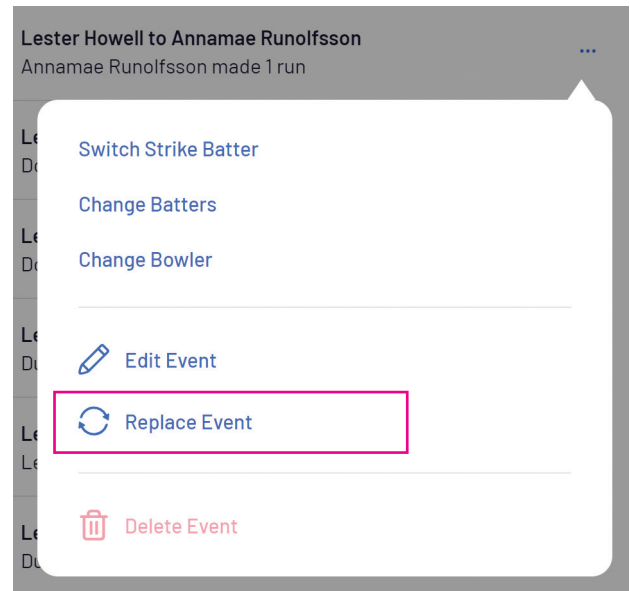 Lester Howell to Annamae Runolfsson
Annamae Runolfsson made 1 run
Switch Strike Batter
Change Batters
Change Bowler
Edit Event
Replace Event
Delete Event